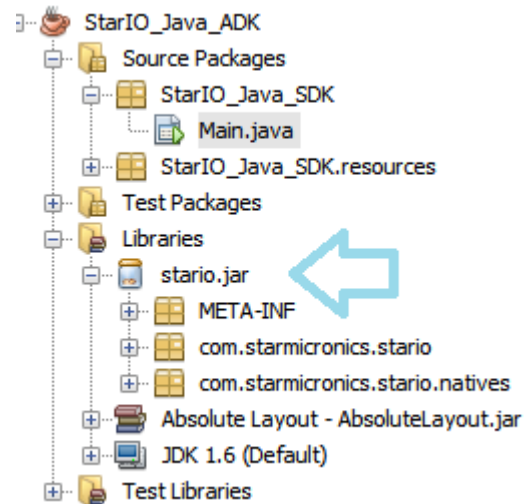 StarIO_Java_ADK
Source Packages
StarIO_Java_SDK
Main.java
StarIO_Java_SDK.resources
Test Packages
Libraries
stario.jar
META-INF
com.starmicronics.stario
com.starmicronics.stario.natives
Absolute Layout - AbsoluteLayout.jar
JDK 1.6 (Default)
Test Libraries